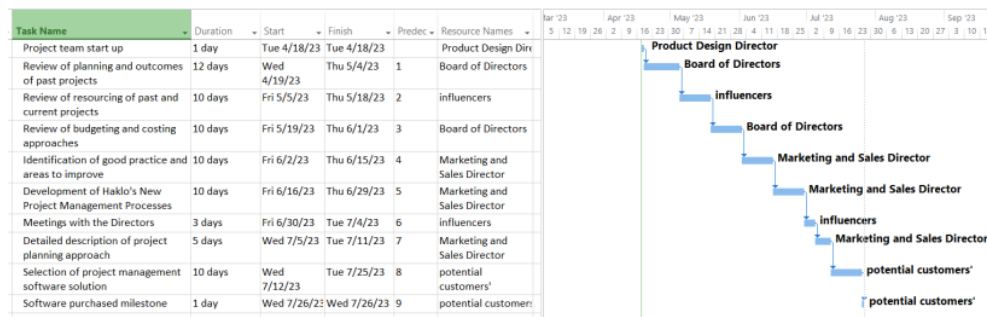 Task Name Duration Start Finish Predec Resource Names
Project team start up 1 day Tue 4/18/23 Tue 4/18/23 Product Design Dire
Review of planning and outcomes 12 days Wed Thu 5/4/23 1 Board of Directors
of past projects 4/19/23
Review of resourcing of past and 10 days Fri 5/5/23 Thu 5/18/23 2 influencers
current projects
Review of budgeting and costing 10 days Fri 5/19/23 Thu 6/1/23 3 Board of Directors
approaches
Identification of good practice and 10 days Fri 6/2/23 Thu 6/15/23 4 Marketing and
areas to improve Sales Director
Development of Haklo's New 10 days Fri 6/16/23 Thu 6/29/23 5 Marketing and
Project Management Processes Sales Director
Meetings with the Directors 3 days Fri 6/30/23 Tue 7/4/23 6 influencers
Detailed description of project 5 days Wed 7/5/23 Tue 7/11/23 7 Marketing and
planning approach Sales Director
Selection of project management 10 days Wed Tue 7/25/23 8 potential
software solution 7/12/23 customers'
Software purchased milestone 1 day Wed 7/26/23 Wed 7/26/23 9 potential customers
Mar '23 Apr '23 May '23 Jun '23 Jul '23 Aug '23 Sep '23
5 12 19 26 2 9 16 23 30 7 14 21 28 4 11 18 25 2 9 16 23 30 6 13 20 27 3 10
Product Design Director
Board of Directors
influencers
Board of Directors
Marketing and Sales Director
Marketing and Sales Director
influencers
Marketing and Sales Director
potential customers'
potential customers'